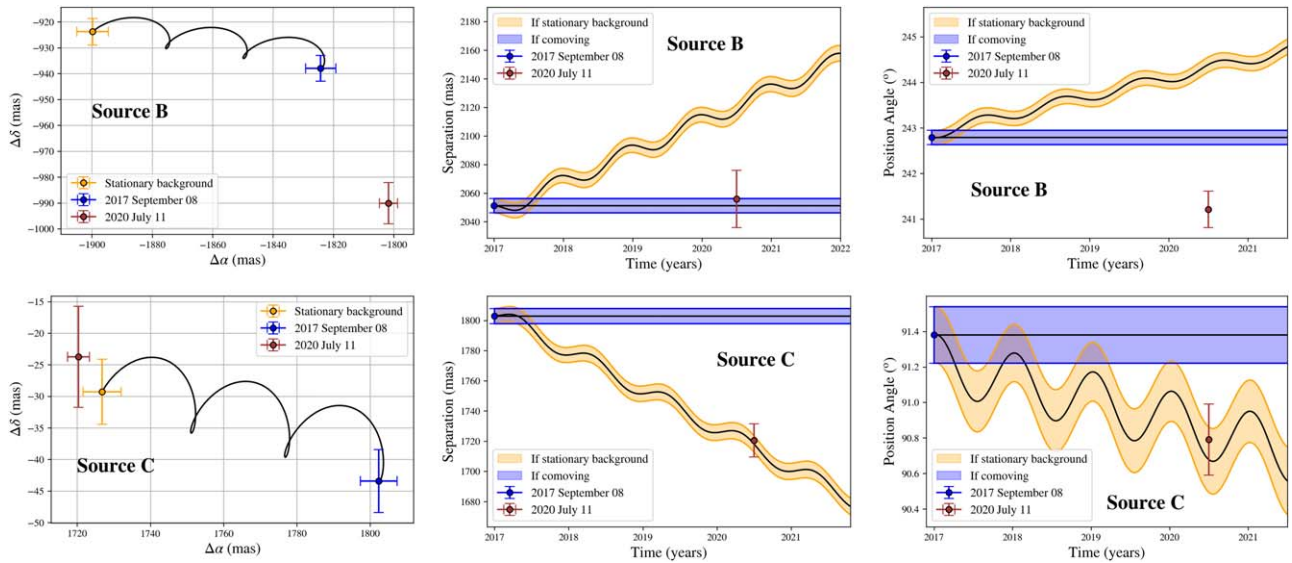 −920
−930
−940
−950
−960
−970
−980
−990
−1000
Δδ (mas)
Source B
Stationary background
2017 September 08
2020 July 11
−1900
−1880
−1860
−1840
−1820
−1800
Δα (mas)
2180
2160
2140
2120
2100
2080
2060
2040
Separation (mas)
If stationary background
If comoving
2017 September 08
2020 July 11
Source B
2017
2018
2019
2020
2021
2022
Time (years)
245
244
243
242
241
Position Angle (°)
If stationary background
If comoving
2017 September 08
2020 July 11
Source B
2017
2018
2019
2020
2021
Time (years)
−15
−20
−25
−30
−35
−40
−45
−50
Δδ (mas)
Stationary background
2017 September 08
2020 July 11
Source C
1720
1740
1760
1780
1800
Δα (mas)
1800
1780
1760
1740
1720
1700
1680
Separation (mas)
Source C
If stationary background
If comoving
2017 September 08
2020 July 11
2017
2018
2019
2020
2021
Time (years)
91.4
91.2
91.0
90.8
90.6
90.4
Position Angle (°)
If stationary background
If comoving
2017 September 08
2020 July 11
Source C
2017
2018
2019
2020
2021
Time (years)